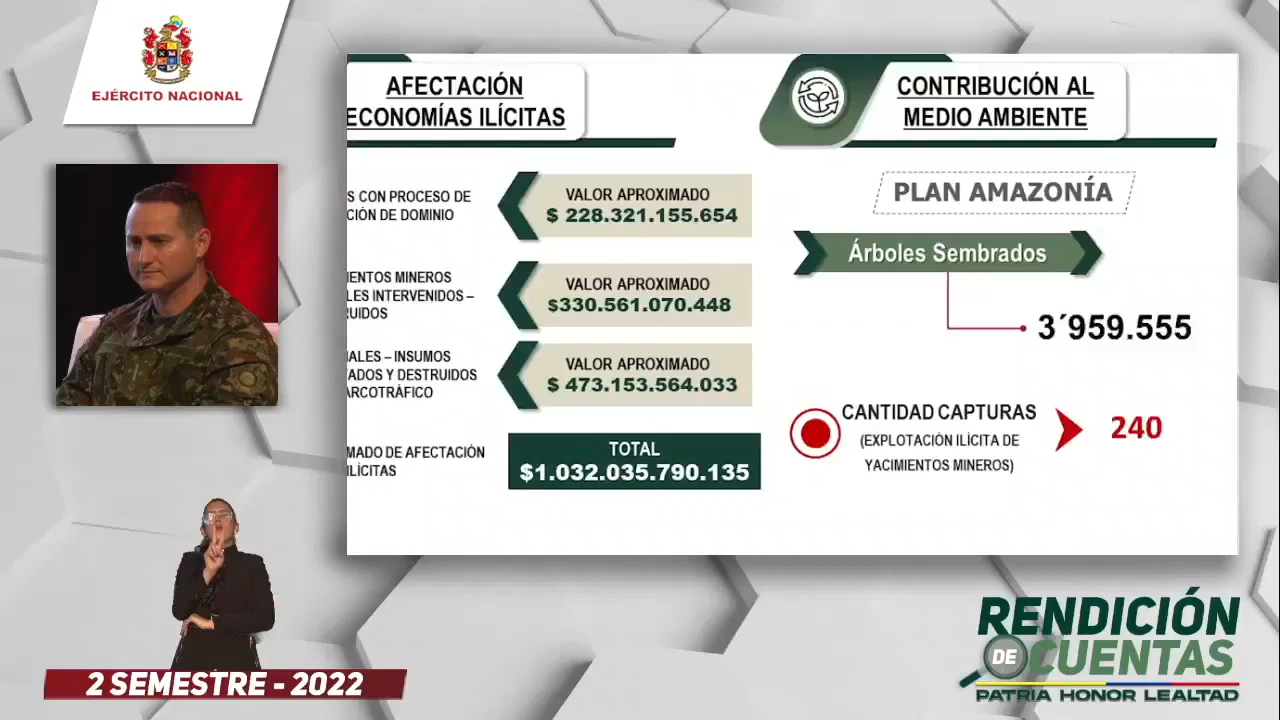 EJÉRCITO NACIONAL
AFECTACIÓN
ECONOMÍAS ILÍCITAS
S CON PROCESO DE
CIÓN DE DOMINIO
VALOR APROXIMADO
$ 228.321.155.654
IENTOS MINEROS
LES INTERVENIDOS –
RUIDOS
VALOR APROXIMADO
$330.561.070.448
IALES – INSUMOS
TADOS Y DESTRUIDOS
ARCOTRÁFICO
VALOR APROXIMADO
$ 473.153.564.033
MADO DE AFECTACIÓN
ILÍCITAS
TOTAL
$1.032.035.790.135
CONTRIBUCIÓN AL
MEDIO AMBIENTE
PLAN AMAZONÍA
Árboles Sembrados
3´959.555
CANTIDAD CAPTURAS
(EXPLOTACIÓN ILÍCITA DE
YACIMIENTOS MINEROS)
240
2 SEMESTRE - 2022
RENDICIÓN
DE CUENTAS
PATRIA HONOR LEALTAD